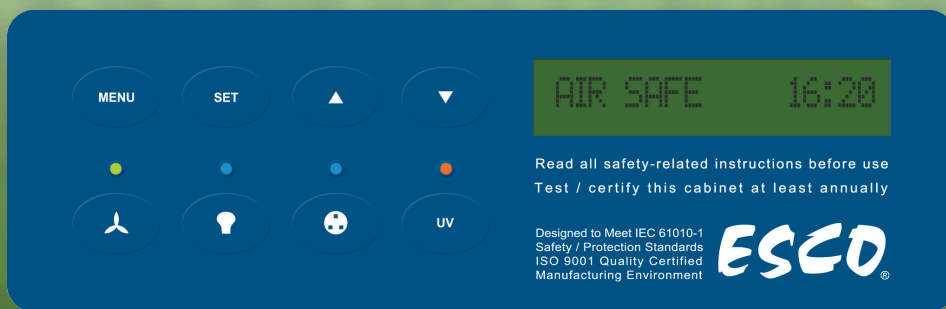 MENU SET
AIR SAFE 16:20
Read all safety-related instructions before use
Test / certify this cabinet at least annually
UV
Designed to Meet IEC 61010-1
Safety / Protection Standards
ISO 9001 Quality Certified
Manufacturing Environment
ESCO®